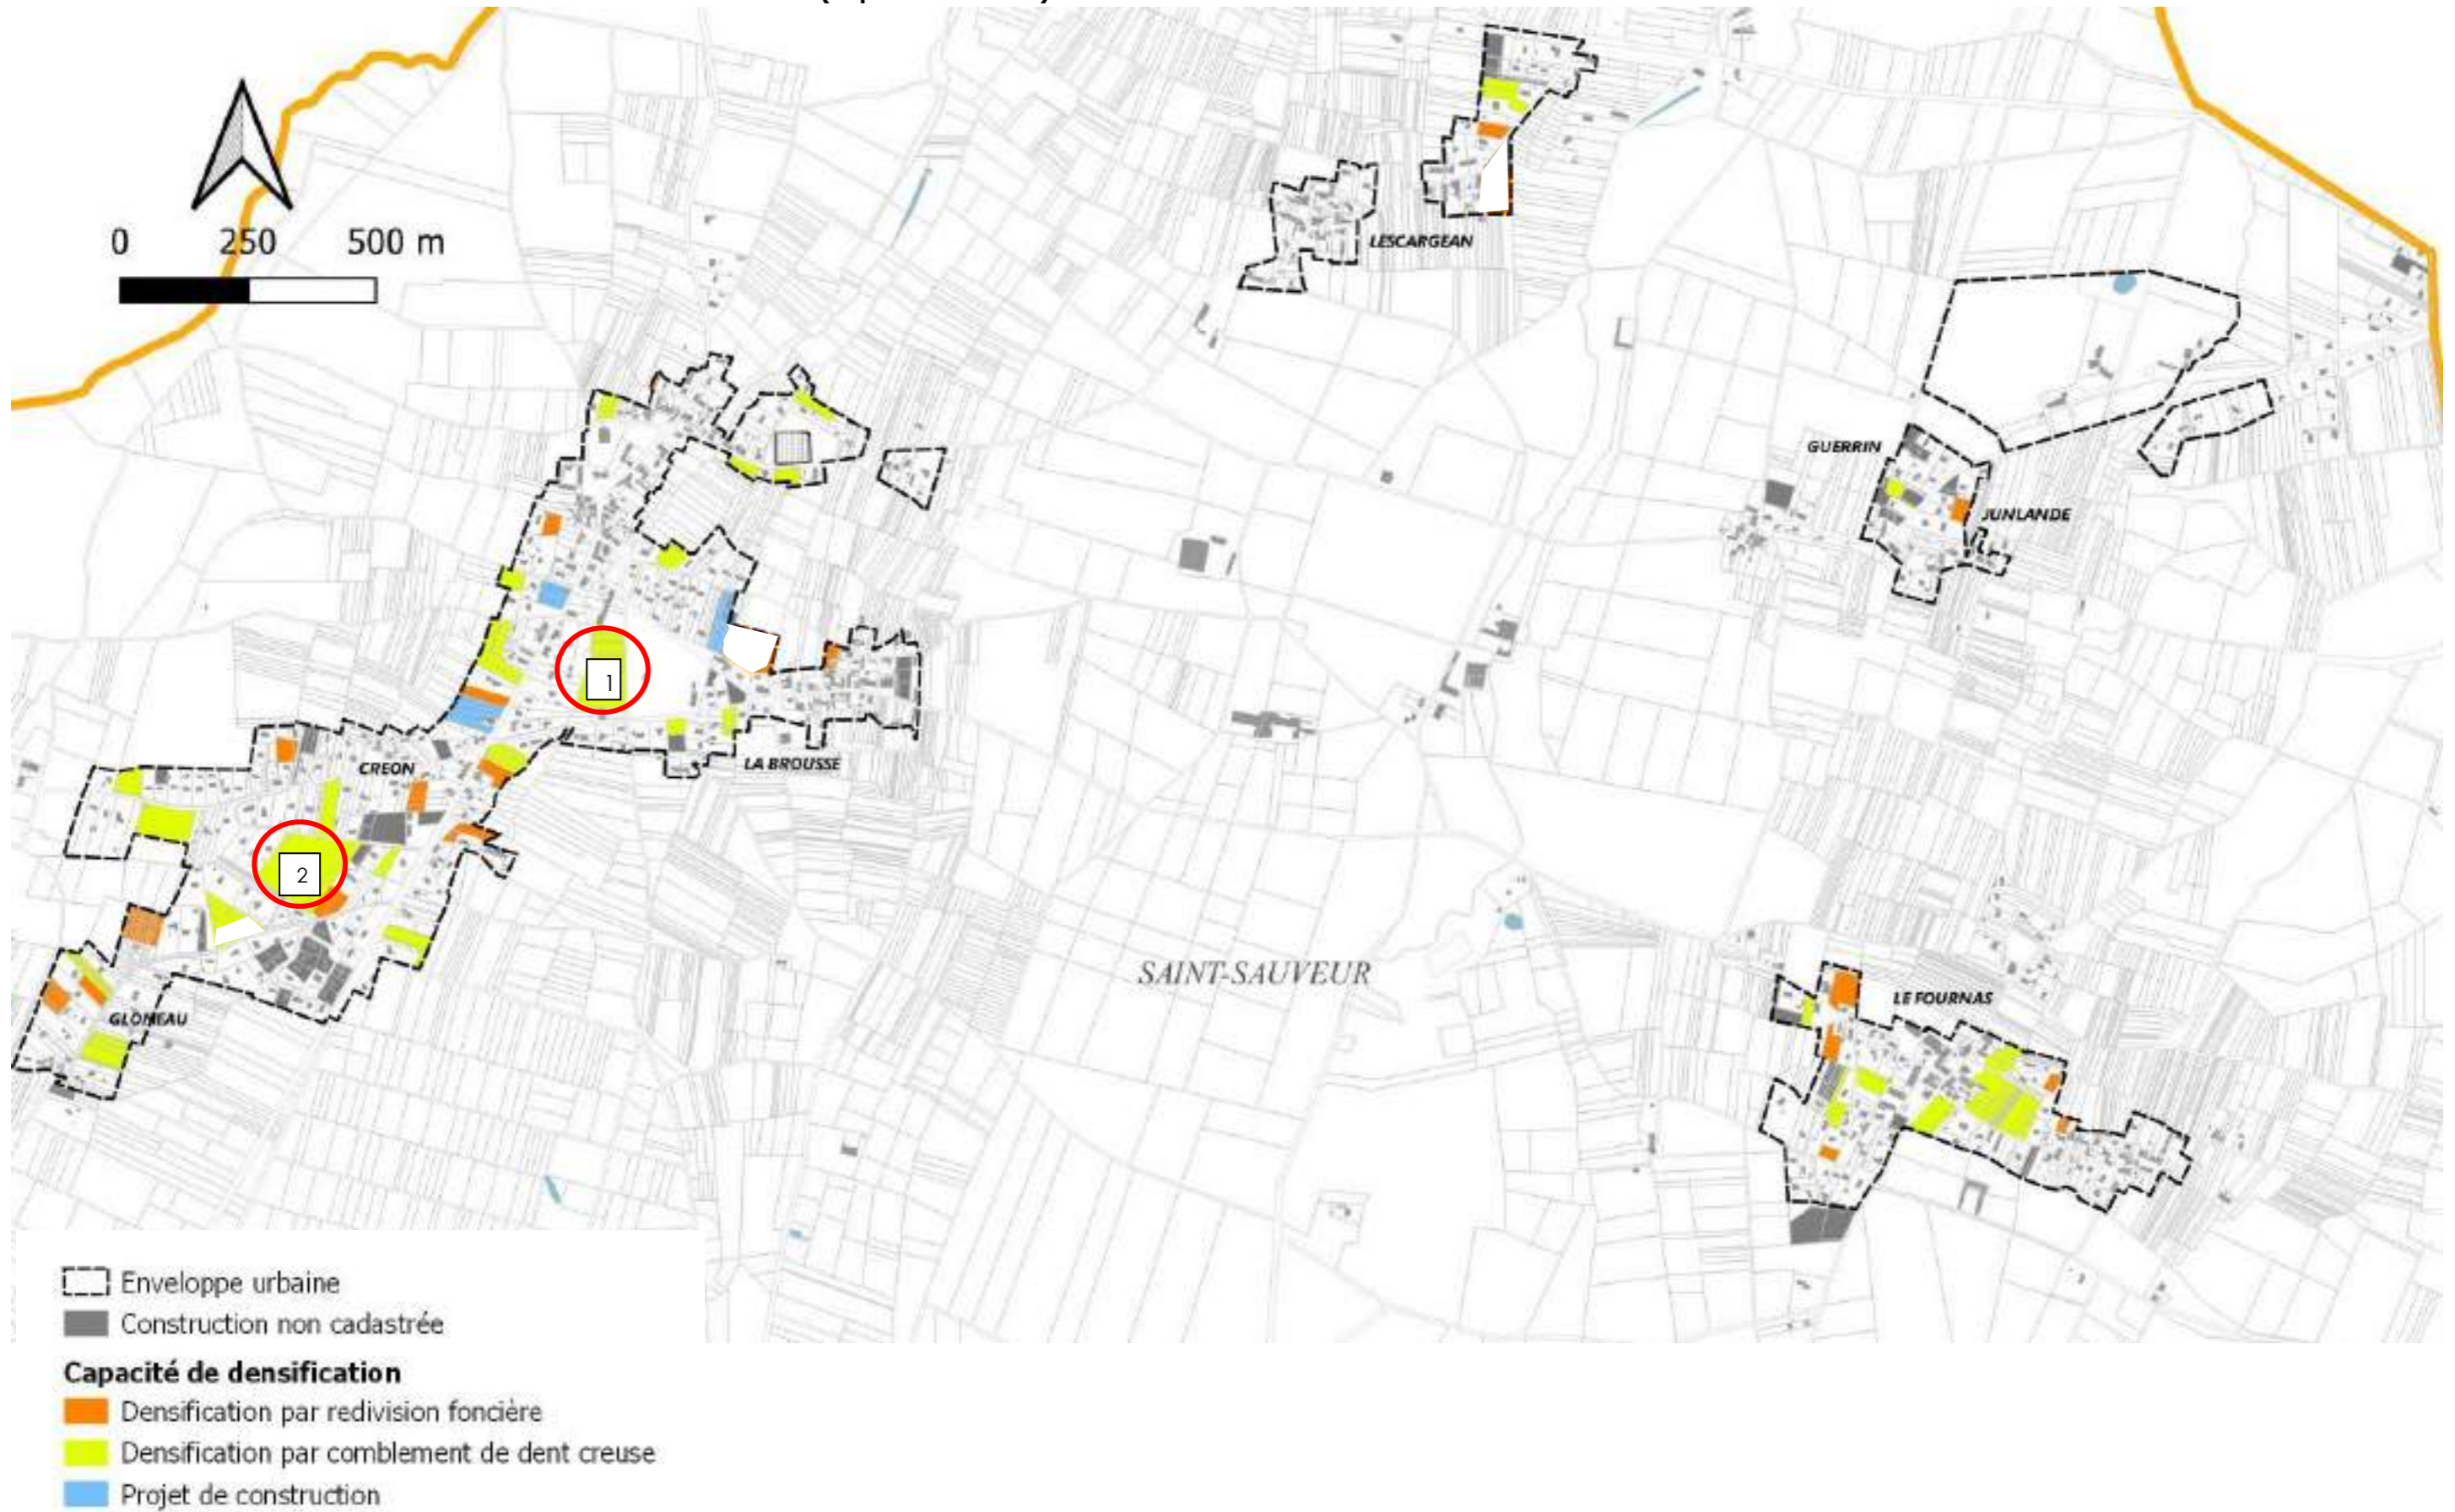 0 250 500 m
LESCARGEAN
GUERRIN
JUNLANDE
1
CREON
LA BROUSSE
2
SAINT-SAUVEUR
LE FOURNAS
GLONEAU
Enveloppe urbaine
Construction non cadastrée
Capacité de densification
Densification par redivision foncière
Densification par comblement de dent creuse
Projet de construction